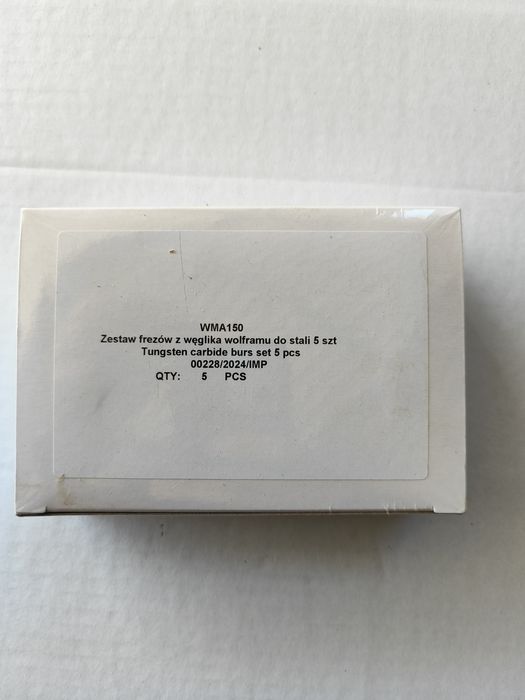 WMA150
Zestaw frezów z węglika wolframu do stali 5 szt
Tungsten carbide burs set 5 pcs
00228/2024/IMP
QTY: 5 PCS